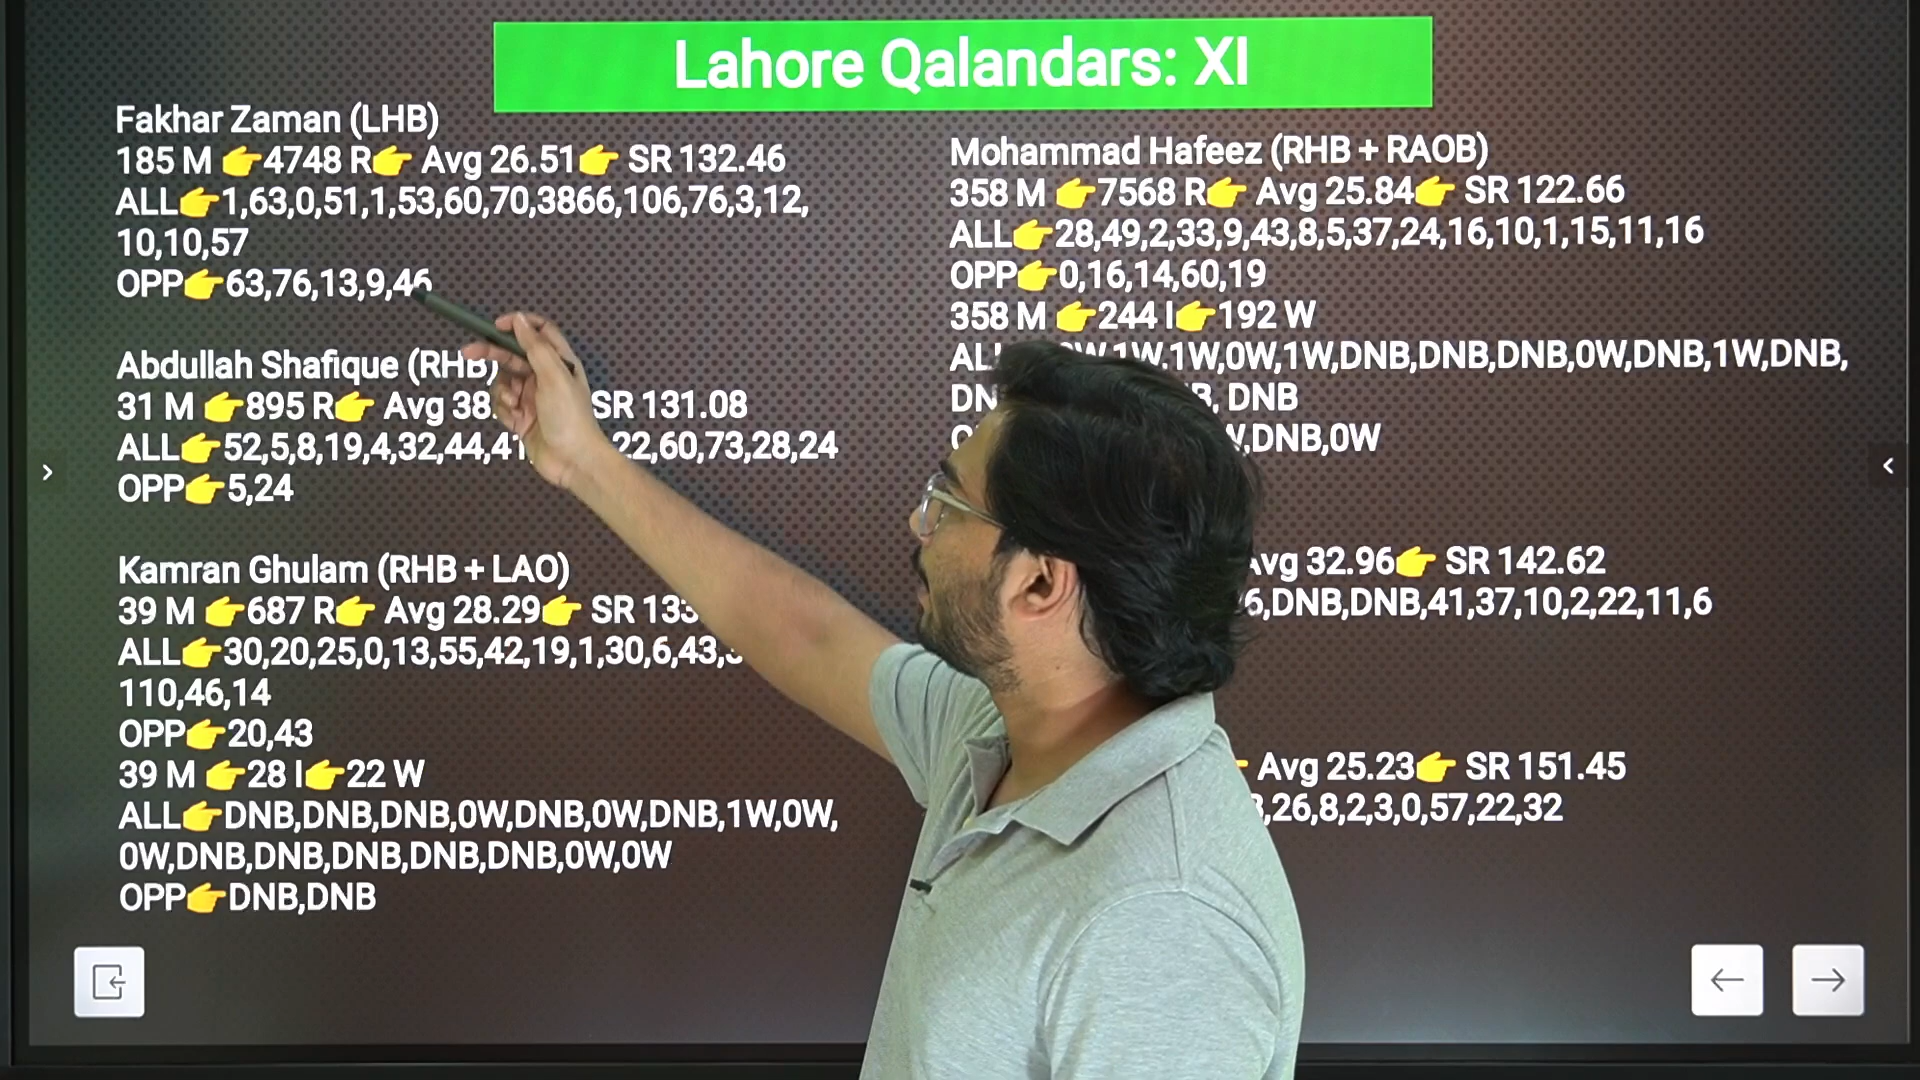 Lahore Qalandars: XI
Fakhar Zaman (LHB)
185 M 👉4748 R👉 Avg 26.51👉 SR 132.46
ALL👉1,63,0,51,1,53,60,70,3866,106,76,3,12,
10,10,57
OPP👉63,76,13,9,46
Abdullah Shafique (RHB)
31 M 👉895 R👉 Avg 38. SR 131.08
ALL👉52,5,8,19,4,32,44,41 22,60,73,28,24
OPP👉5,24
Kamran Ghulam (RHB + LAO)
39 M 👉687 R👉 Avg 28.29👉 SR 133
ALL👉30,20,25,0,13,55,42,19,1,30,6,43,
110,46,14
OPP👉20,43
39 M 👉28 I👉22 W
ALL👉DNB,DNB,DNB,0W,DNB,0W,DNB,1W,0W,
0W,DNB,DNB,DNB,DNB,DNB,0W,0W
OPP👉DNB,DNB
Mohammad Hafeez (RHB + RAOB)
358 M 👉7568 R👉 Avg 25.84👉 SR 122.66
ALL👉28,49,2,33,9,43,8,5,37,24,16,10,1,15,11,16
OPP👉0,16,14,60,19
358 M 👉244 I👉192 W
1W,1W,0W,1W,DNB,DNB,DNB,0W,DNB,1W,DNB,
DNB
,DNB,0W
Avg 32.96👉 SR 142.62
6,DNB,DNB,41,37,10,2,22,11,6
Avg 25.23👉 SR 151.45
,26,8,2,3,0,57,22,32